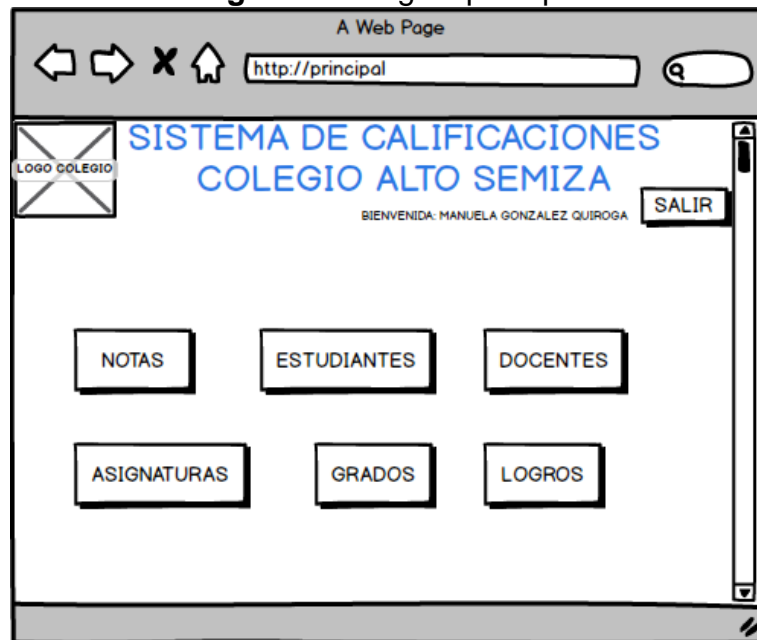 A Web Page
http://principal
SISTEMA DE CALIFICACIONES
COLEGIO ALTO SEMIZA
LOGO COLEGIO
BIENVENIDA: MANUELA GONZALEZ QUIROGA
SALIR
NOTAS
ESTUDIANTES
DOCENTES
ASIGNATURAS
GRADOS
LOGROS